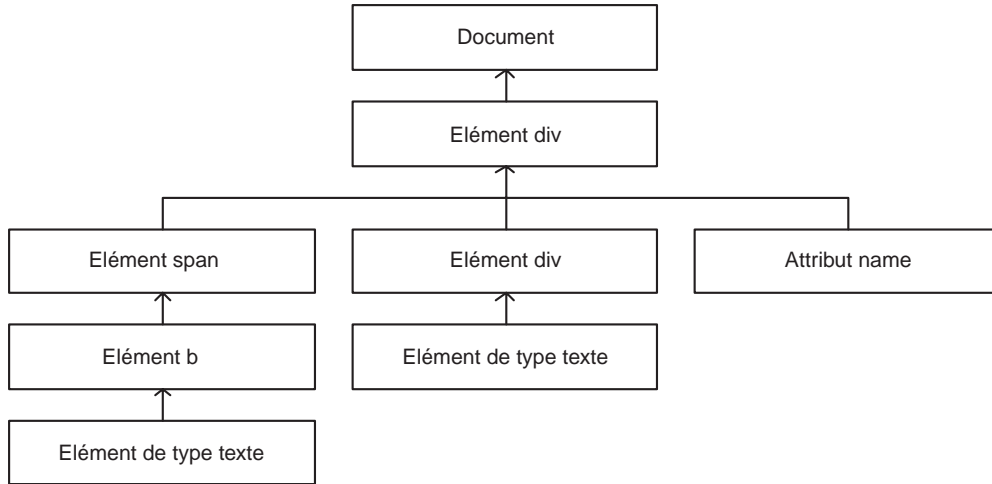 Document
Elément div
Elément span
Elément div
Attribut name
Elément b
Elément de type texte
Elément de type texte